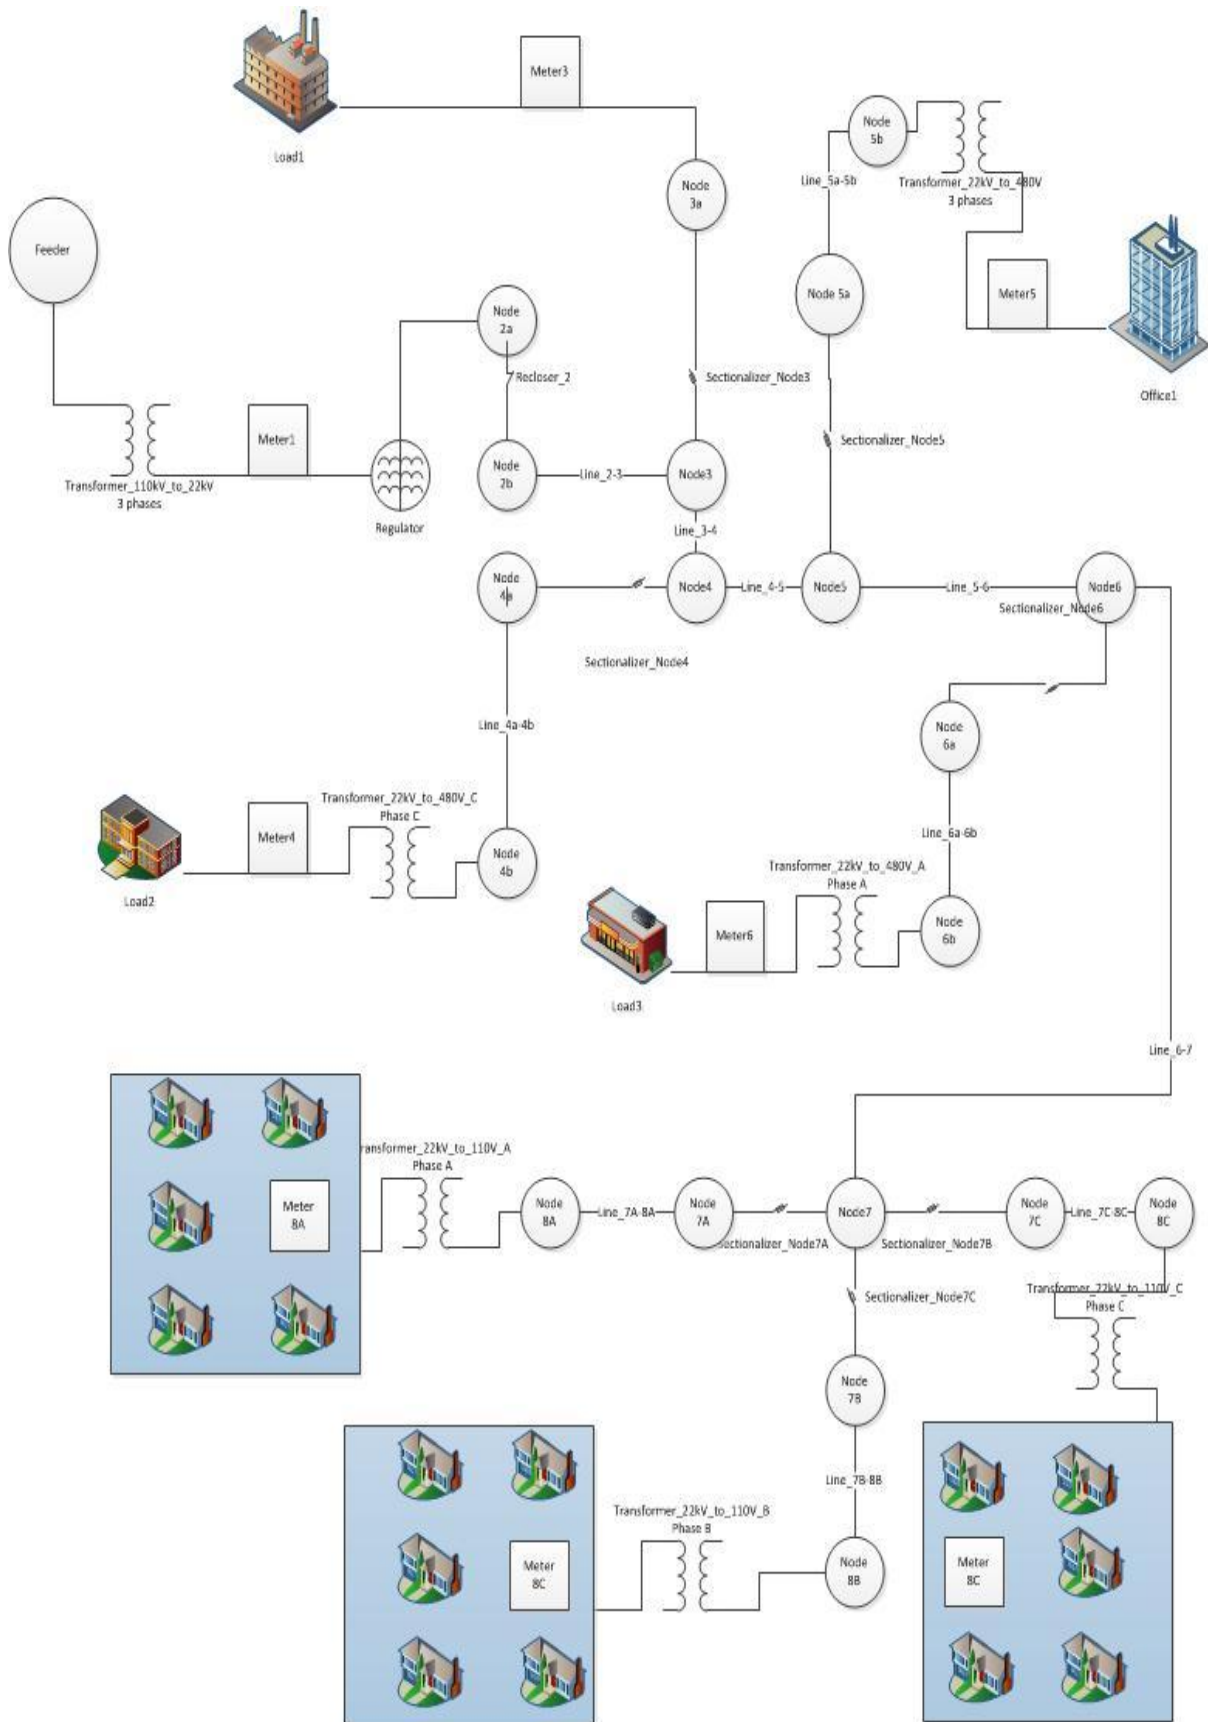 Meter3
Load1
Node
5b
Line_5a-5b
Transformer_22kV_to_480V
3 phases
Node
3a
Feeder
Node 5a
Meter5
Office1
Node
2a
Recloser_2
Sectionalizer_Node3
Sectionalizer_Node5
Meter1
Transformer_110kV_to_22kV
3 phases
Regulator
Node
2b
Line_2-3
Node3
Line_3-4
Node
4a
Node4
Line_4-5
Node5
Line_5-6
Node6
Sectionalizer_Node6
Sectionalizer_Node4
Line_4a-4b
Node
6a
Transformer_22kV_to_480V_C
Phase C
Meter4
Load2
Node
4b
Line_6a-6b
Transformer_22kV_to_480V_A
Phase A
Meter6
Node
6b
Load3
Line_6-7
ransformer_22kV_to_110V_A
Phase A
Meter
8A
Node
8A
Line_7A-8A
Node
7A
Node7
Node
7C
Line_7C-8C
Node
8C
Sectionalizer_Node7A
Sectionalizer_Node7B
Sectionalizer_Node7C
Transformer_22kV_to_110V_C
Phase C
Node
7B
Line_7B-8B
Transformer_22kV_to_110V_B
Phase B
Meter
8C
Node
8B
Meter
8C